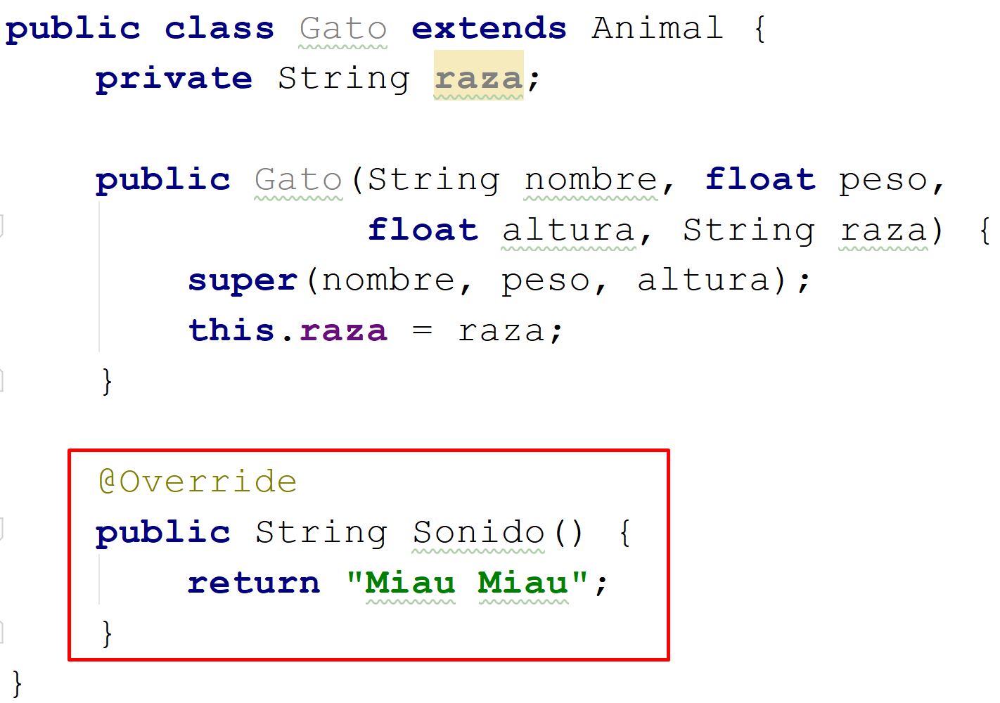 public class Gato extends Animal {
private String raza;
public Gato(String nombre, float peso,
float altura, String raza) {
super(nombre, peso, altura);
this.raza = raza;
}
@Override
public String Sonido() {
return "Miau Miau";
}
}